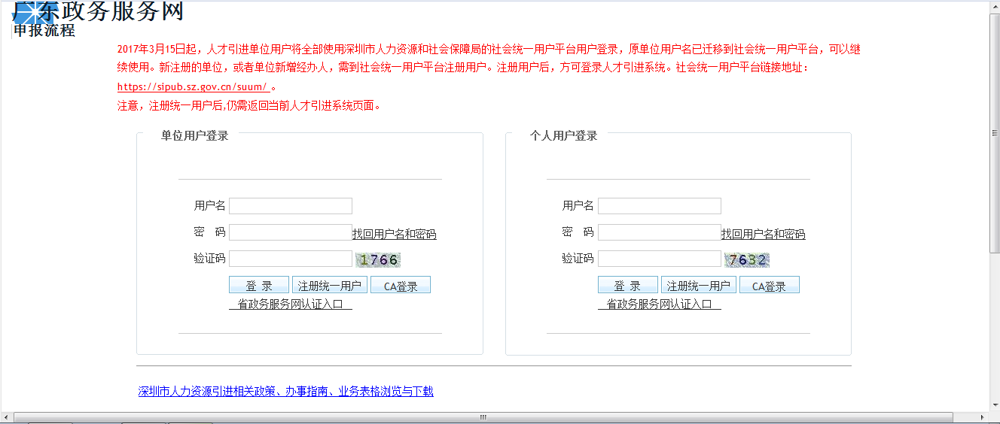 广东政务服务网
申报流程
2017年3月15日起，人才引进单位用户将全部使用深圳市人力资源和社会保障局的社会统一用户平台用户登录，原单位用户名已迁移到社会统一用户平台，可以继
续使用。新注册的单位，或者单位新增经办人，需到社会统一用户平台注册用户。注册用户后，方可登录人才引进系统。社会统一用户平台链接地址：
https://sipub.sz.gov.cn/suum/ 。
注意，注册统一用户后,仍需返回当前人才引进系统页面。
单位用户登录
用户名
密 码 找回用户名和密码
验证码 1766
登 录 注册统一用户 CA登录
省政务服务网认证入口
个人用户登录
用户名
密 码 找回用户名和密码
验证码 7632
登 录 注册统一用户 CA登录
省政务服务网认证入口
深圳市人力资源引进相关政策、办事指南、业务表格浏览与下载